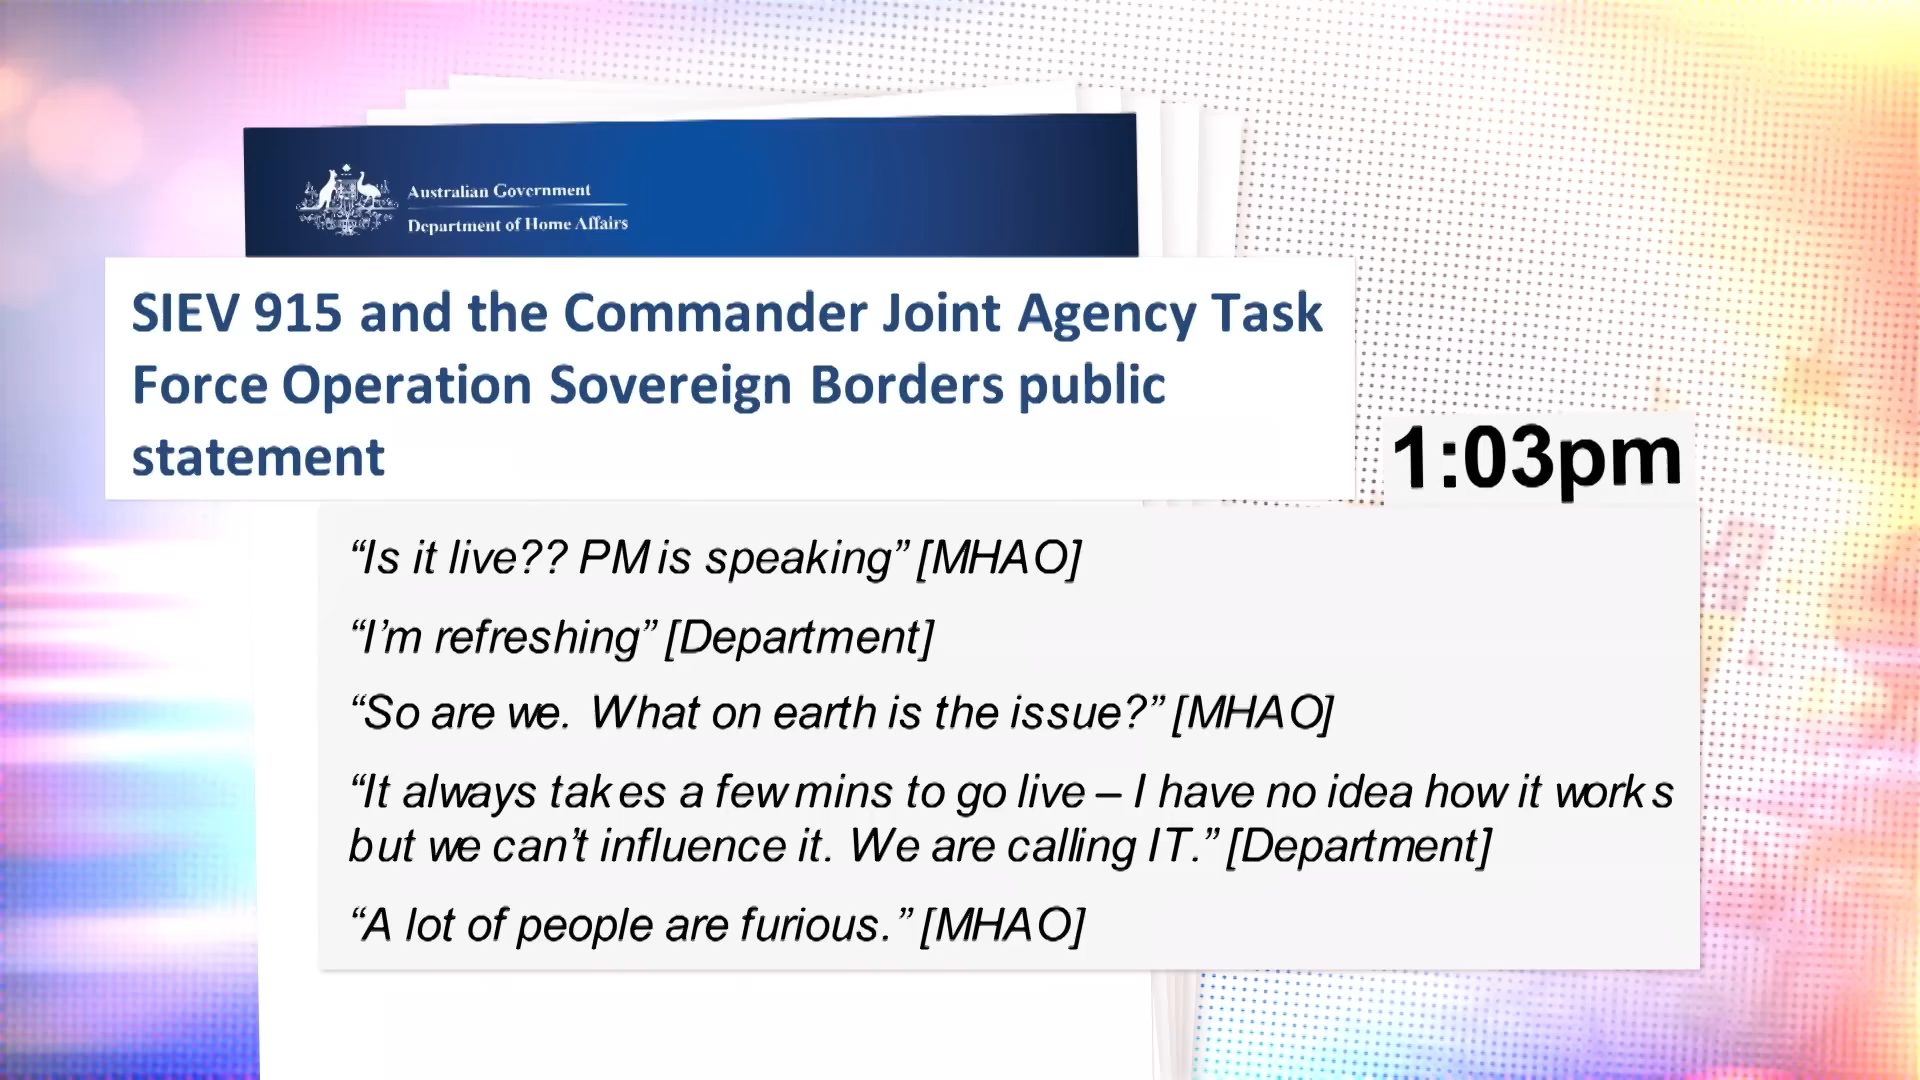 Australian Government
Department of Home Affairs
SIEV 915 and the Commander Joint Agency Task
Force Operation Sovereign Borders public
statement
1:03pm
“Is it live?? PM is speaking” [MHAO]
“I’m refreshing” [Department]
“So are we. What on earth is the issue?” [MHAO]
“It always takes a few mins to go live – I have no idea how it works
but we can’t influence it. We are calling IT.” [Department]
“A lot of people are furious.” [MHAO]